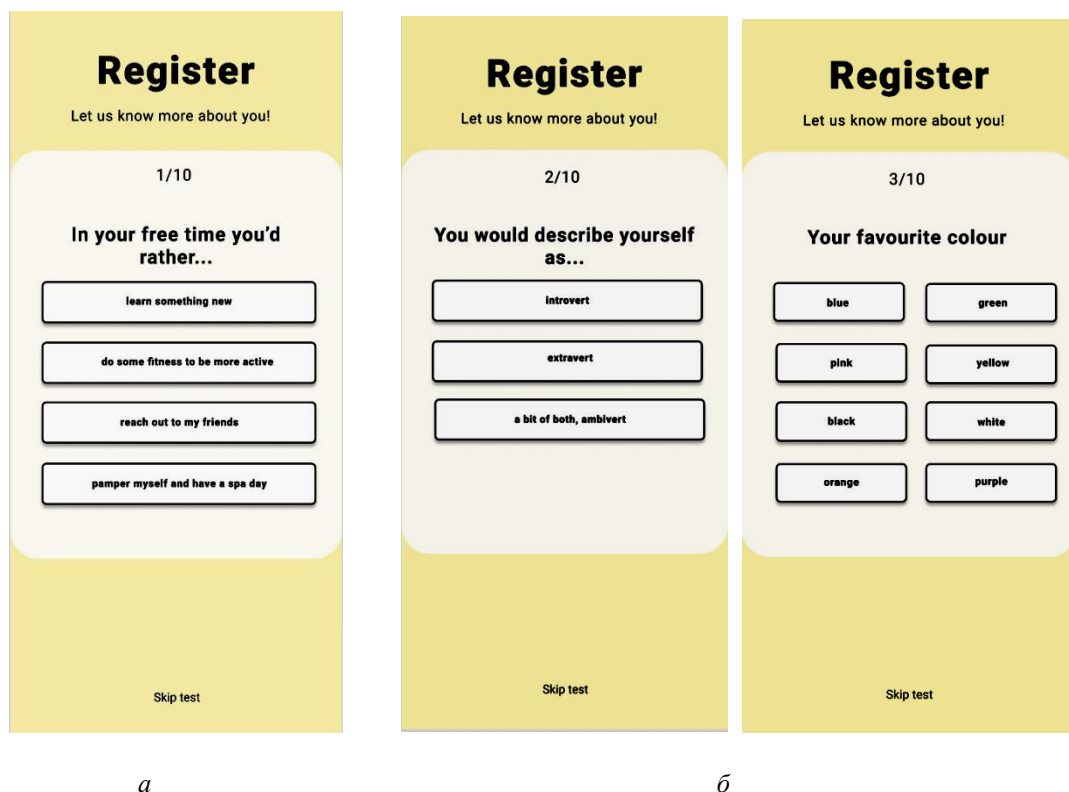 Register
Let us know more about you!
1/10
In your free time you’d
rather...
learn something new
do some fitness to be more active
reach out to my friends
pamper myself and have a spa day
Skip test
Register
Let us know more about you!
2/10
You would describe yourself
as...
introvert
extravert
a bit of both, ambivert
Skip test
Register
Let us know more about you!
3/10
Your favourite colour
blue
green
pink
yellow
black
white
orange
purple
Skip test
а
б